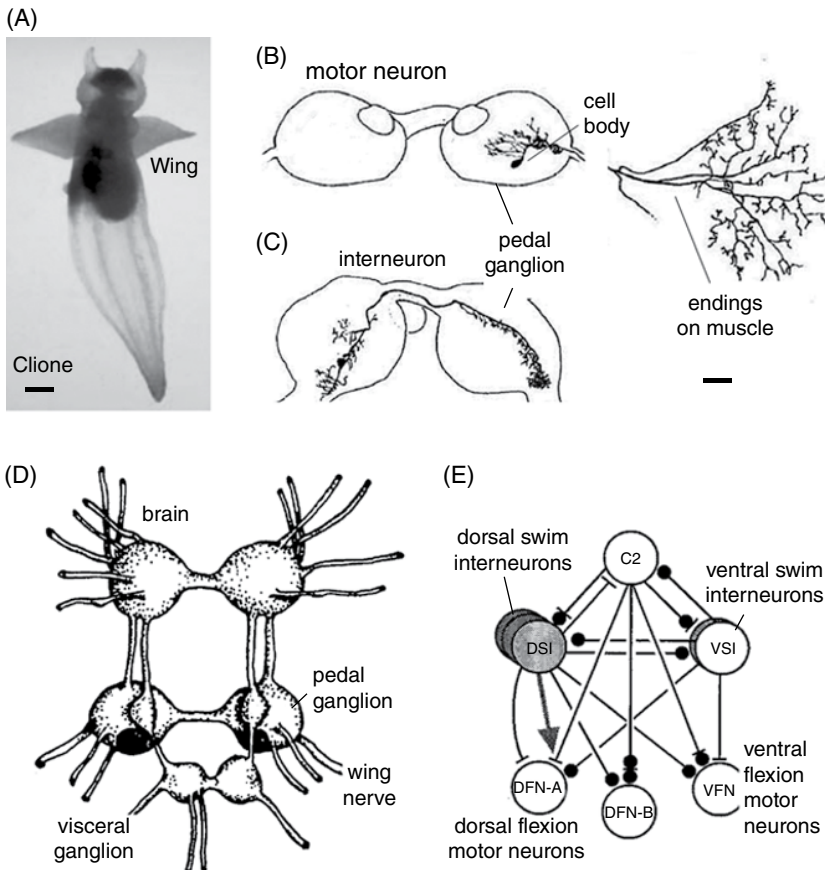 (A)
Wing
Clione
(B)
motor neuron
cell
body
(C)
interneuron
pedal
ganglion
endings
on muscle
(D)
brain
pedal
ganglion
wing
nerve
visceral
ganglion
(E)
dorsal swim
interneurons
C2
ventral swim
interneurons
DSI
VSI
DFN-A
DFN-B
VFN
ventral
flexion
motor
neurons
dorsal flexion
motor neurons